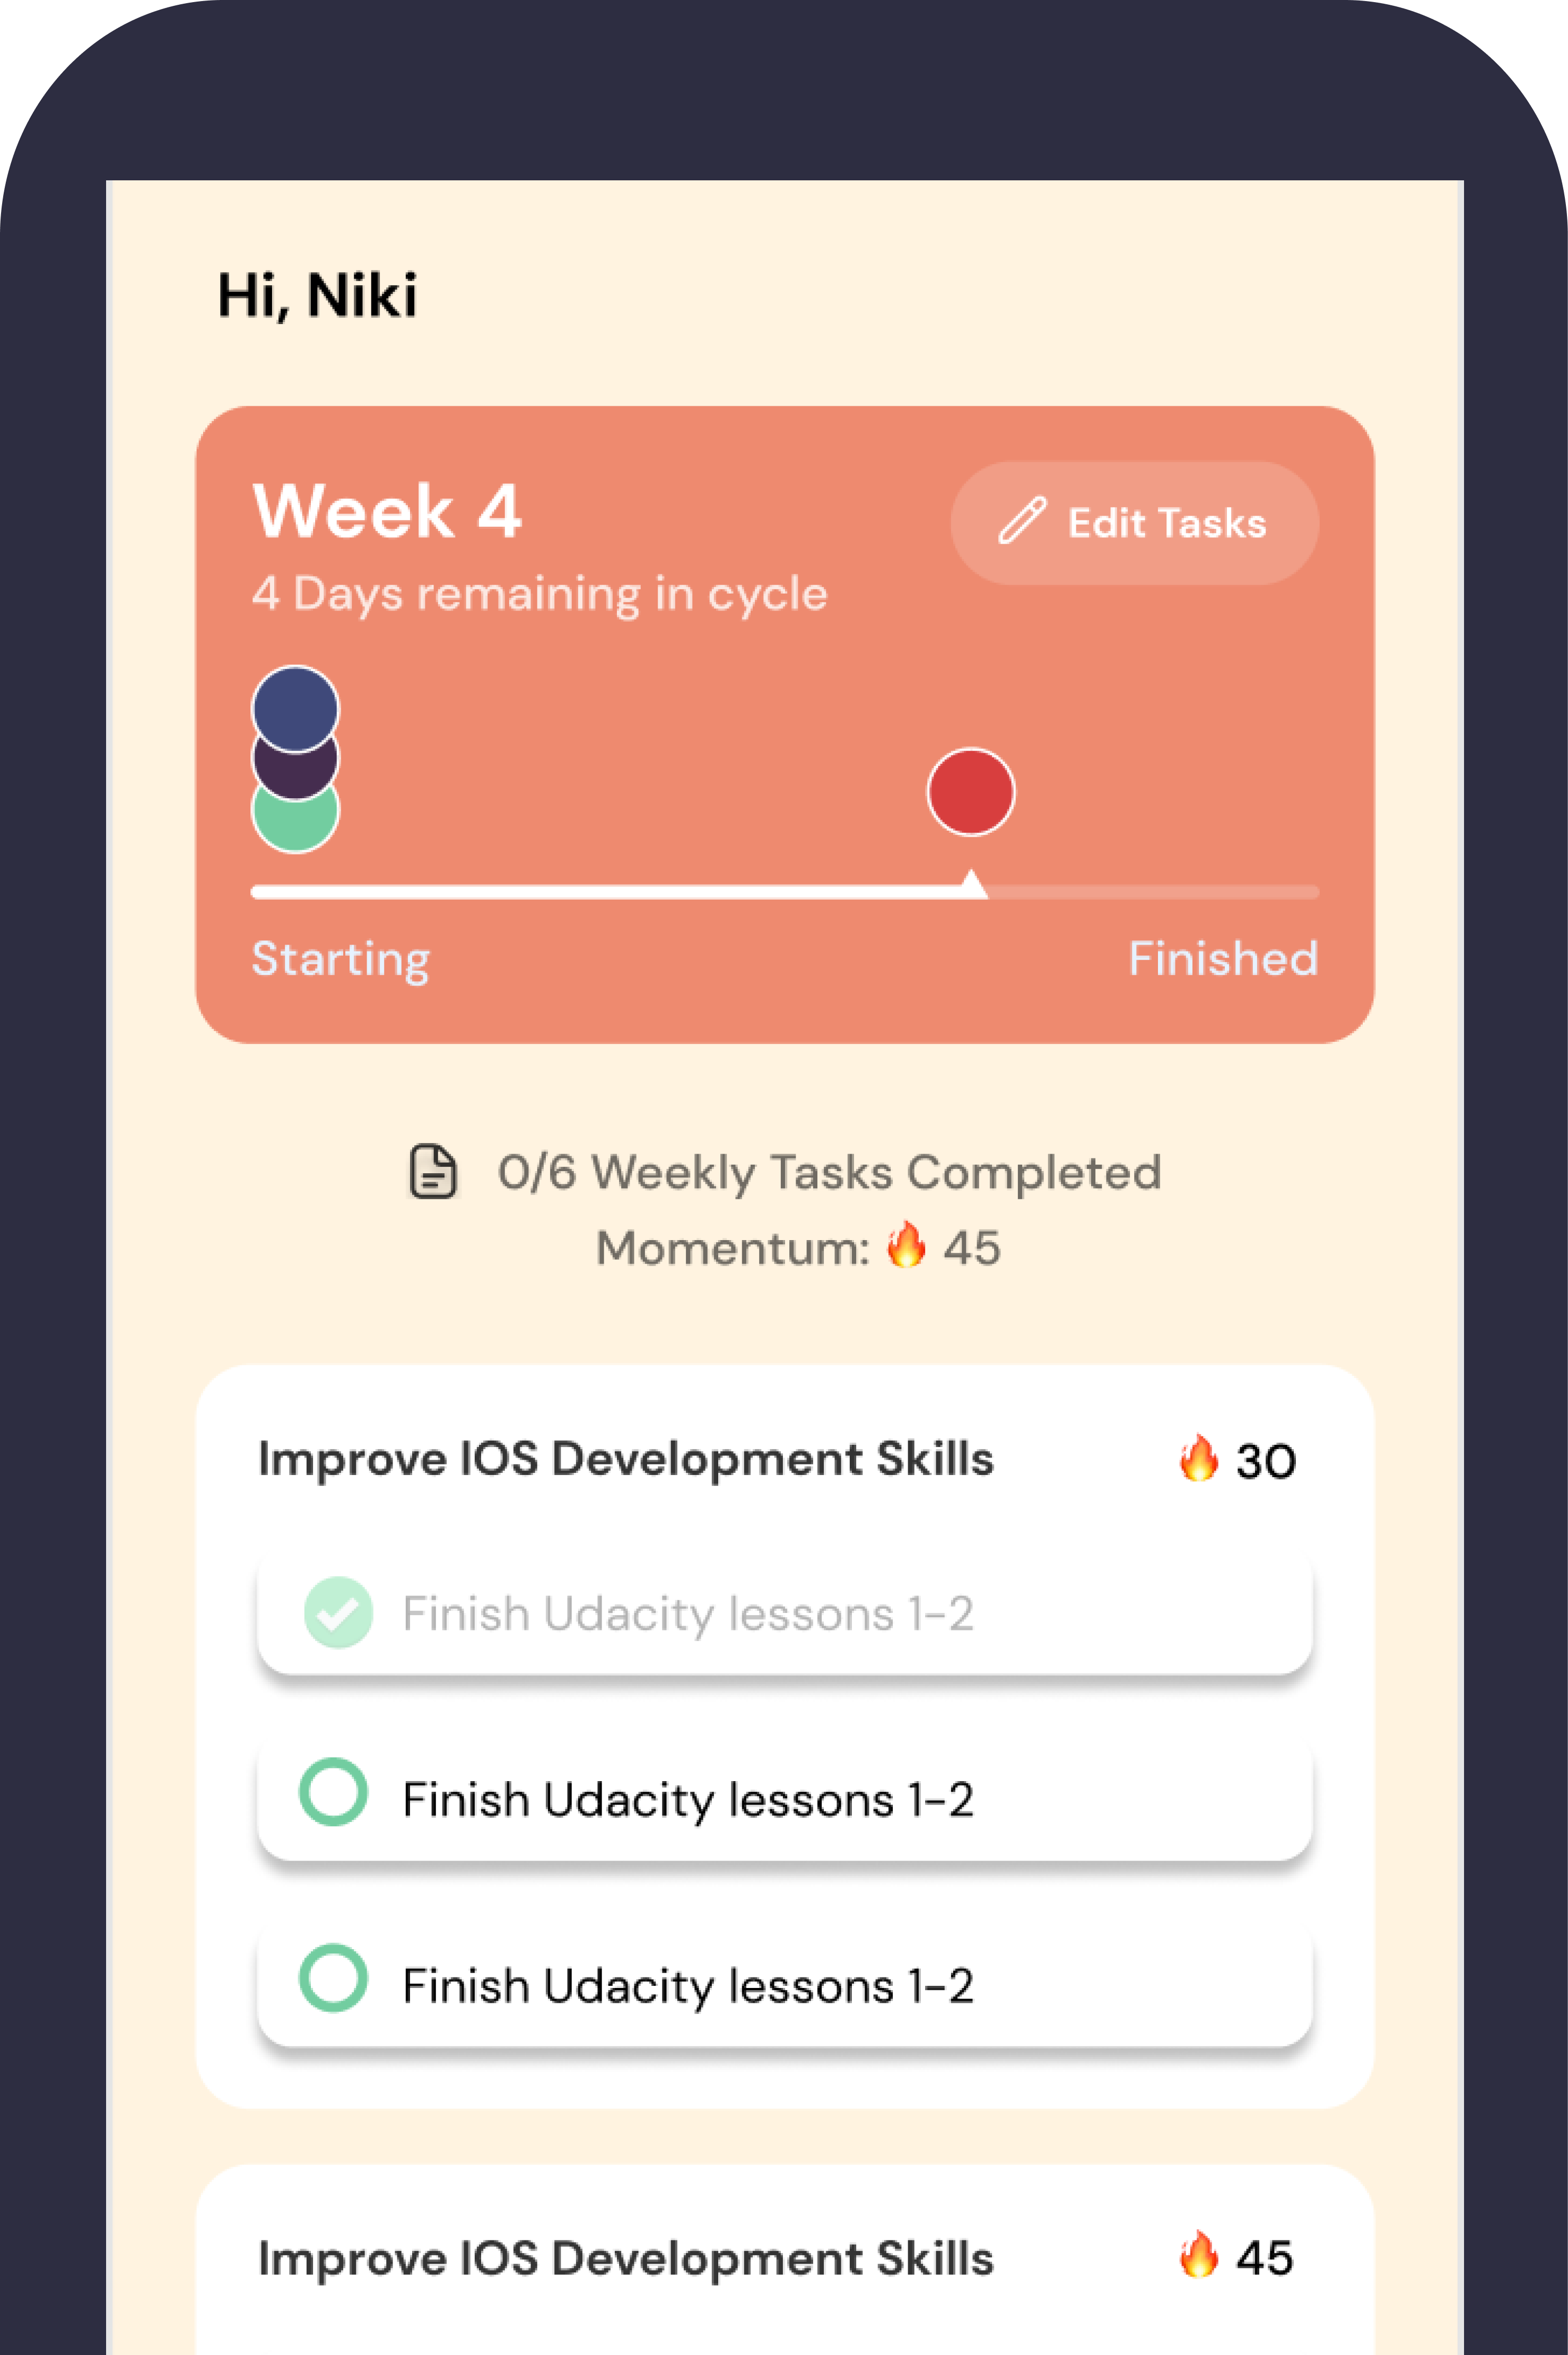 Hi, Niki
Week 4
Edit Tasks
4 Days remaining in cycle
Starting
Finished
0/6 Weekly Tasks Completed
Momentum: 🔥 45
Improve IOS Development Skills
🔥 30
Finish Udacity lessons 1-2
Finish Udacity lessons 1-2
Finish Udacity lessons 1-2
Improve IOS Development Skills
🔥 45